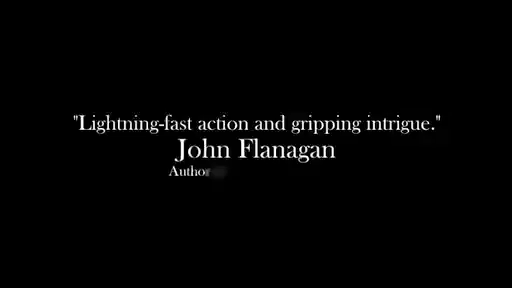 "Lightning-fast action and gripping intrigue."
John Flanagan
Author